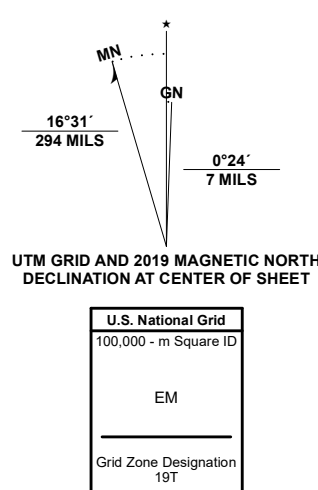 MN
GN
16°31´
294 MILS
0°24´
7 MILS
UTM GRID AND 2019 MAGNETIC NORTH
DECLINATION AT CENTER OF SHEET
U.S. National Grid
100,000 - m Square ID
EM
Grid Zone Designation
19T